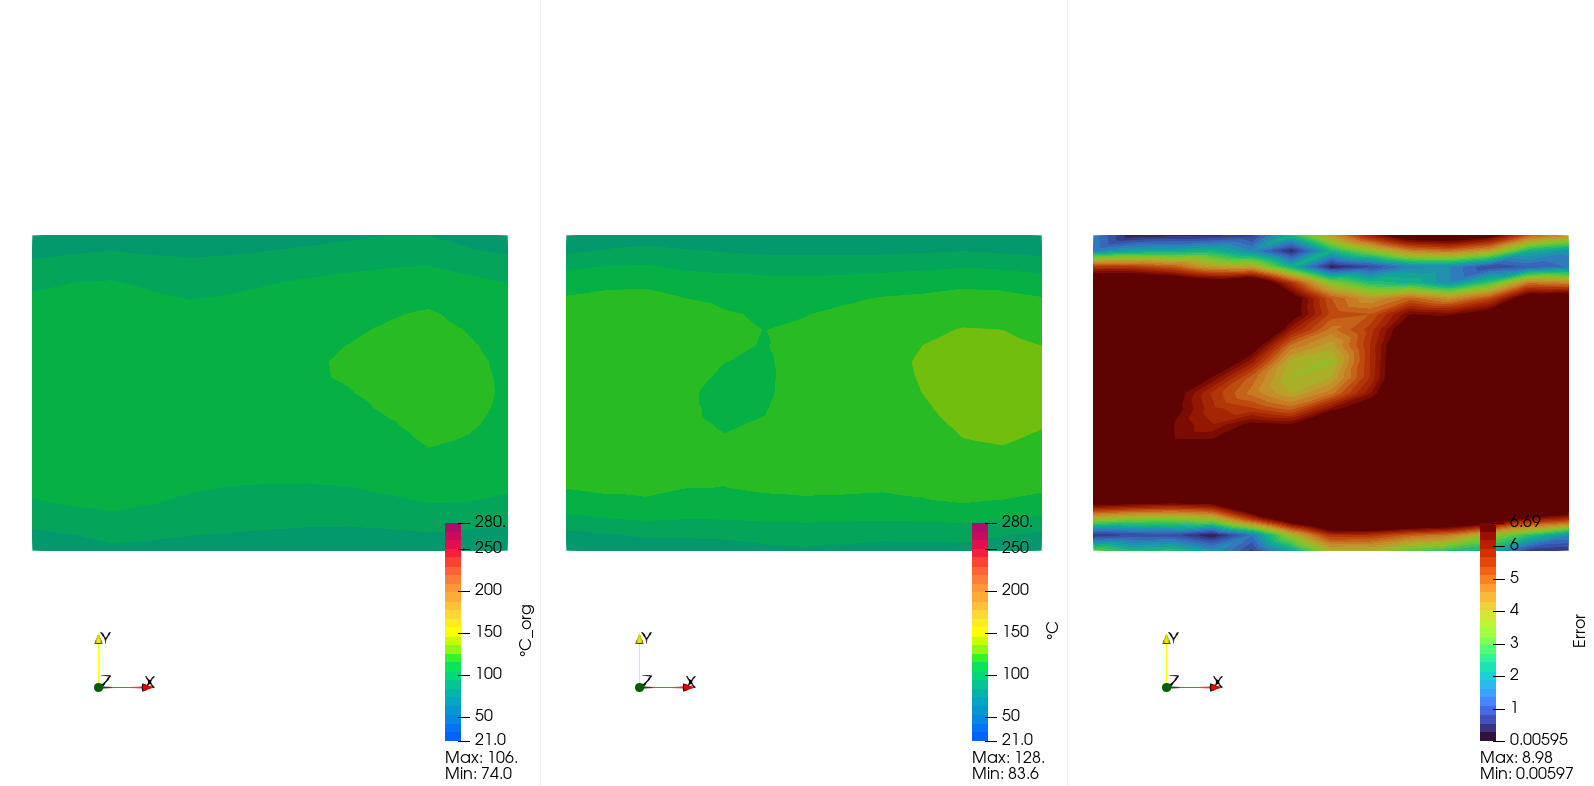 280.
250
200
150
100
50
21.0
°C_org
Max: 106.
Min: 74.0
Y
Z
X
280.
250
200
150
100
50
21.0
°C
Max: 128.
Min: 83.6
Y
Z
X
6.69
6
5
4
3
2
1
0.00595
Error
Max: 8.98
Min: 0.00597
Y
Z
X